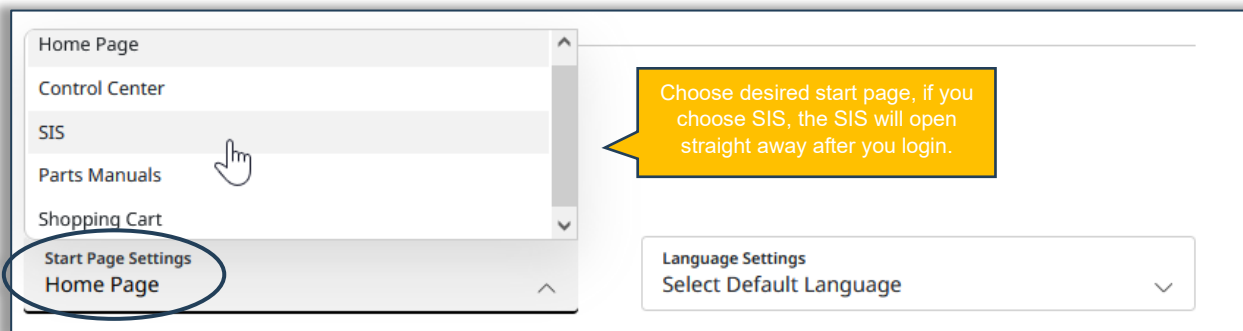 Home Page
Control Center
SIS
Parts Manuals
Shopping Cart
Choose desired start page, if you
choose SIS, the SIS will open
straight away after you login.
Start Page Settings
Home Page
Language Settings
Select Default Language